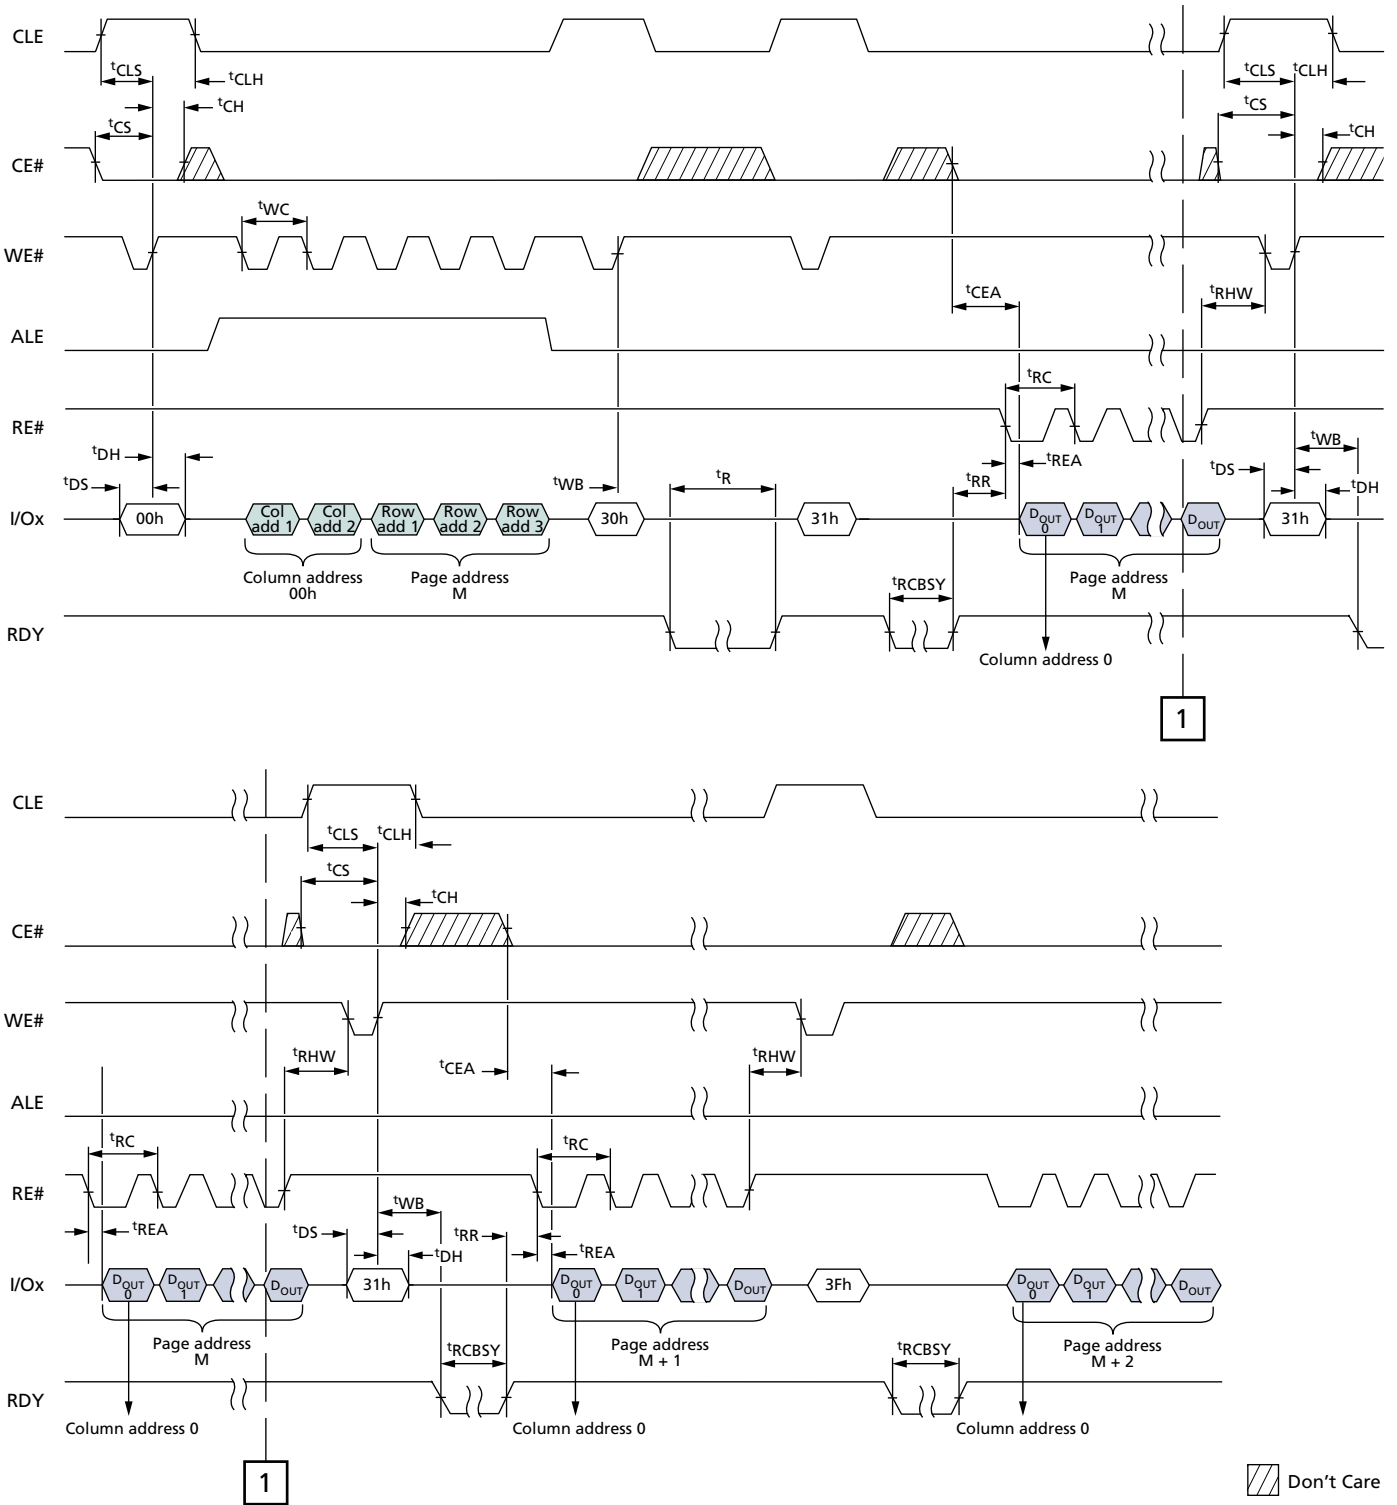 CLE
tCLS
tCLH
tCLS
tCLH
tCH
tCS
tCS
tCH
CE#
tWC
WE#
tCEA
tRHW
ALE
tRC
RE#
tDH
tREA
tWB
tDS
tWB
tR
tRR
tDS
tDH
I/Ox
00h
Col add 1
Col add 2
Row add 1
Row add 2
Row add 3
30h
31h
DOUT 0
DOUT 1
DOUT
31h
Column address 00h
Page address M
tRCBSY
Page address M
RDY
Column address 0
1
CLE
tCLS
tCLH
tCS
tCH
CE#
WE#
tRHW
tCEA
tRHW
ALE
tRC
tRC
RE#
tREA
tWB
tDS
tDH
tRR
tREA
I/Ox
DOUT 0
DOUT 1
DOUT
31h
DOUT 0
DOUT 1
DOUT
3Fh
DOUT 0
DOUT 1
DOUT
Page address M
tRCBSY
Page address M + 1
tRCBSY
Page address M + 2
RDY
Column address 0
Column address 0
Column address 0
1
Don't Care